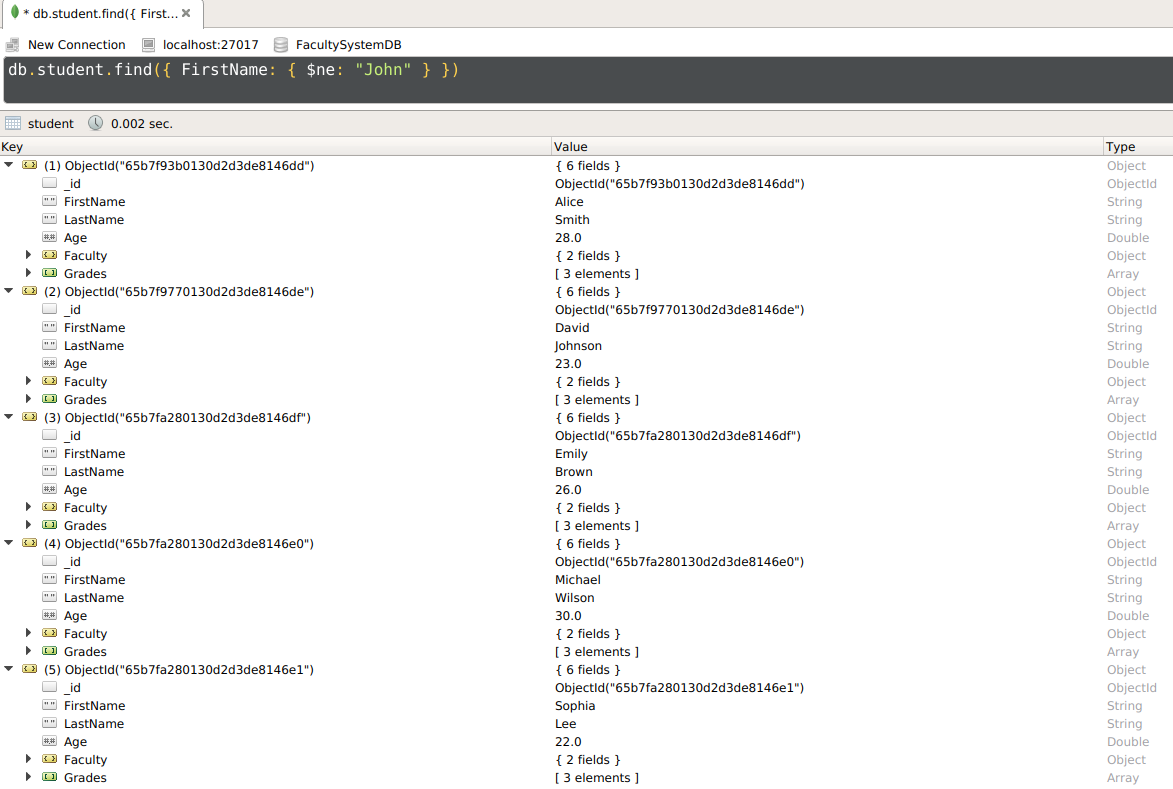 * db.student.find({ First...
New Connection localhost:27017 FacultySystemDB
db.student.find({ FirstName: { $ne: "John" } })
student 0.002 sec.
Key Value Type
(1) ObjectId("65b7f93b0130d2d3de8146dd") { 6 fields } Object
_id ObjectId("65b7f93b0130d2d3de8146dd") ObjectId
FirstName Alice String
LastName Smith String
Age 28.0 Double
Faculty { 2 fields } Object
Grades [ 3 elements ] Array
(2) ObjectId("65b7f9770130d2d3de8146de") { 6 fields } Object
_id ObjectId("65b7f9770130d2d3de8146de") ObjectId
FirstName David String
LastName Johnson String
Age 23.0 Double
Faculty { 2 fields } Object
Grades [ 3 elements ] Array
(3) ObjectId("65b7fa280130d2d3de8146df") { 6 fields } Object
_id ObjectId("65b7fa280130d2d3de8146df") ObjectId
FirstName Emily String
LastName Brown String
Age 26.0 Double
Faculty { 2 fields } Object
Grades [ 3 elements ] Array
(4) ObjectId("65b7fa280130d2d3de8146e0") { 6 fields } Object
_id ObjectId("65b7fa280130d2d3de8146e0") ObjectId
FirstName Michael String
LastName Wilson String
Age 30.0 Double
Faculty { 2 fields } Object
Grades [ 3 elements ] Array
(5) ObjectId("65b7fa280130d2d3de8146e1") { 6 fields } Object
_id ObjectId("65b7fa280130d2d3de8146e1") ObjectId
FirstName Sophia String
LastName Lee String
Age 22.0 Double
Faculty { 2 fields } Object
Grades [ 3 elements ] Array